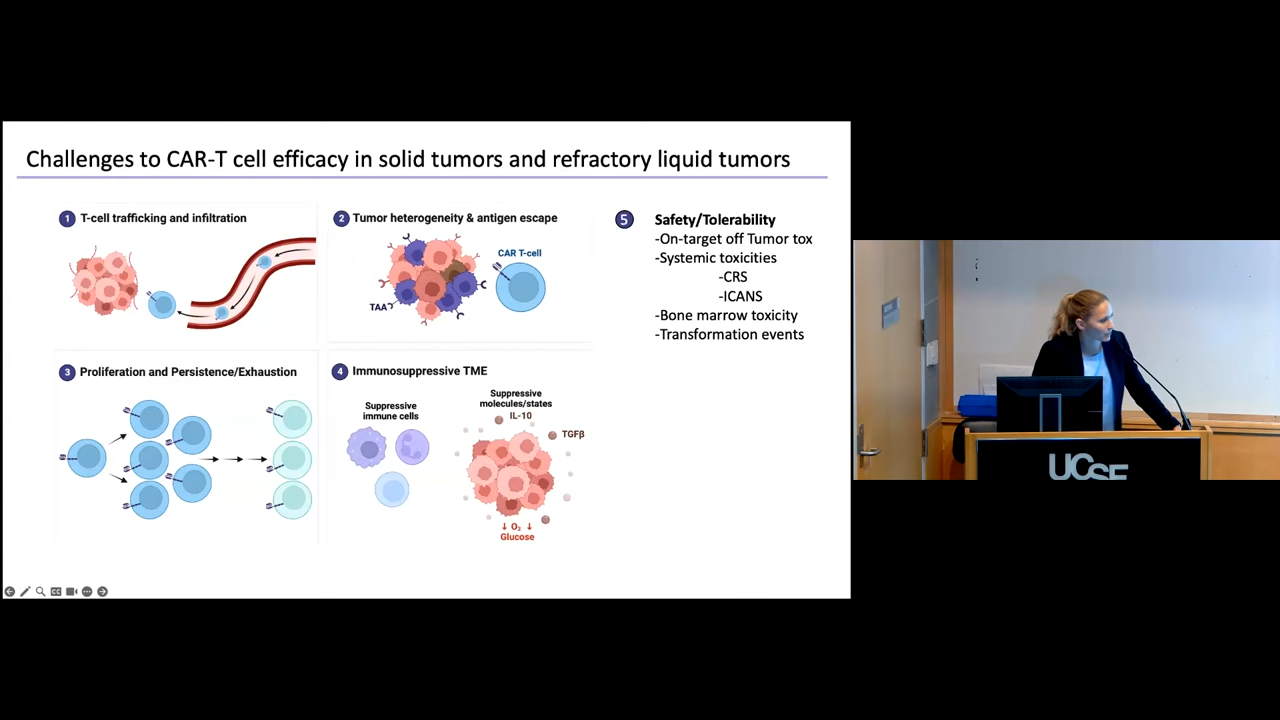 Challenges to CAR-T cell efficacy in solid tumors and refractory liquid tumors
1 T-cell trafficking and infiltration
2 Tumor heterogeneity & antigen escape
CAR T-cell
TAA
3 Proliferation and Persistence/Exhaustion
4 Immunosuppressive TME
Suppressive
immune cells
Suppressive
molecules/states
IL-10
TGFβ
↓ O₂ ↓
Glucose
5 Safety/Tolerability
-On-target off Tumor tox
-Systemic toxicities
-CRS
-ICANS
-Bone marrow toxicity
-Transformation events
UCSF